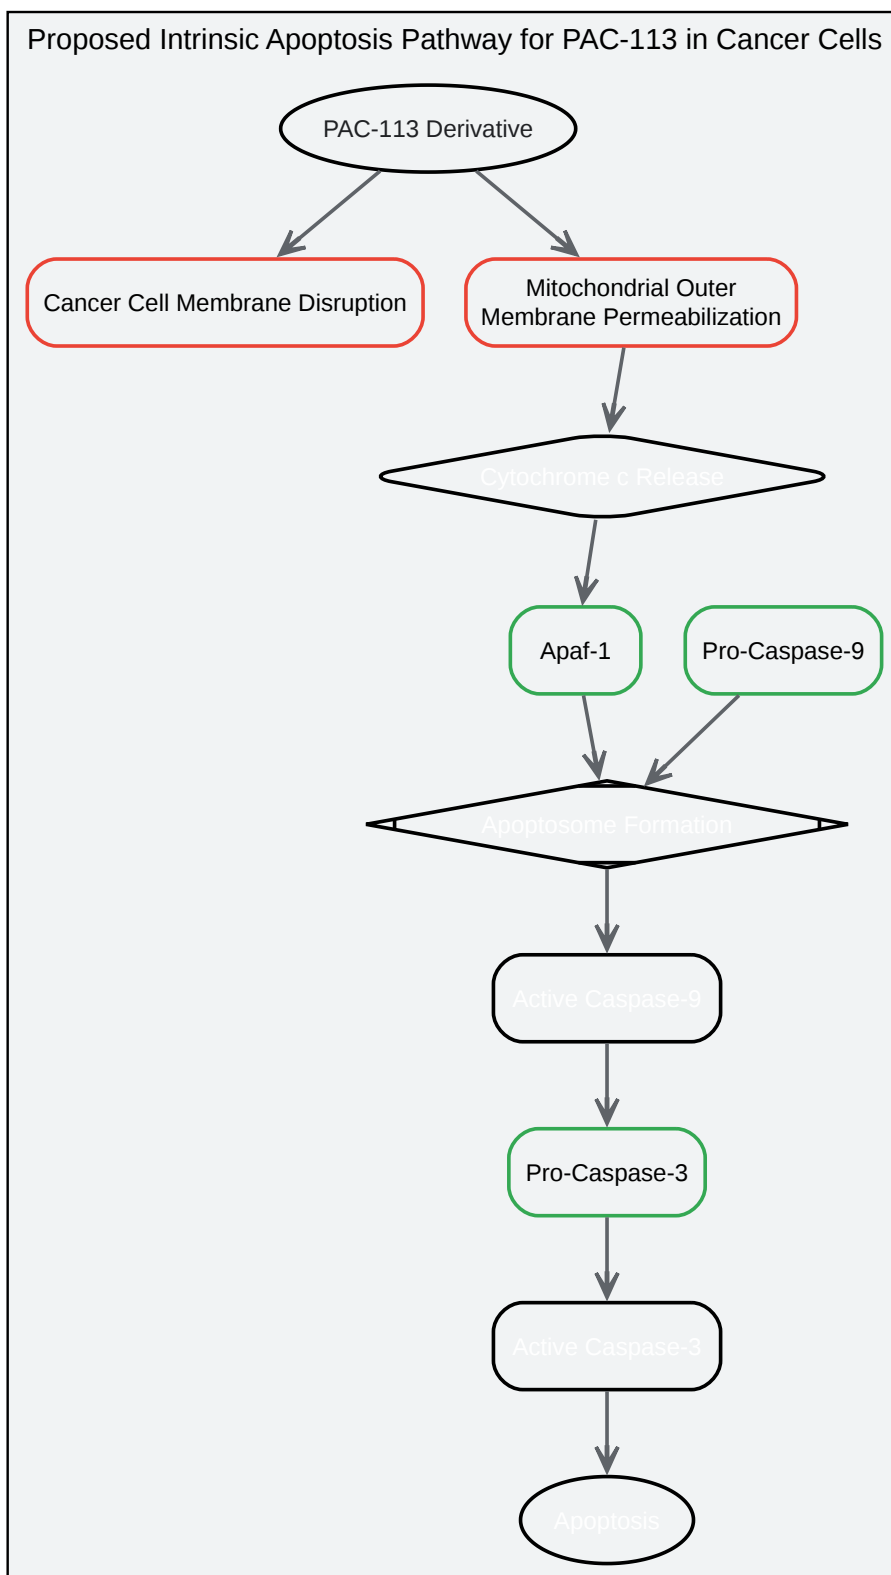 Proposed Intrinsic Apoptosis Pathway for PAC-113 in Cancer Cells
PAC-113 Derivative
Cancer Cell Membrane Disruption
Mitochondrial Outer
Membrane Permeabilization
Cytochrome c Release
Apaf-1
Pro-Caspase-9
Apoptosome Formation
Active Caspase-9
Pro-Caspase-3
Active Caspase-3
Apoptosis